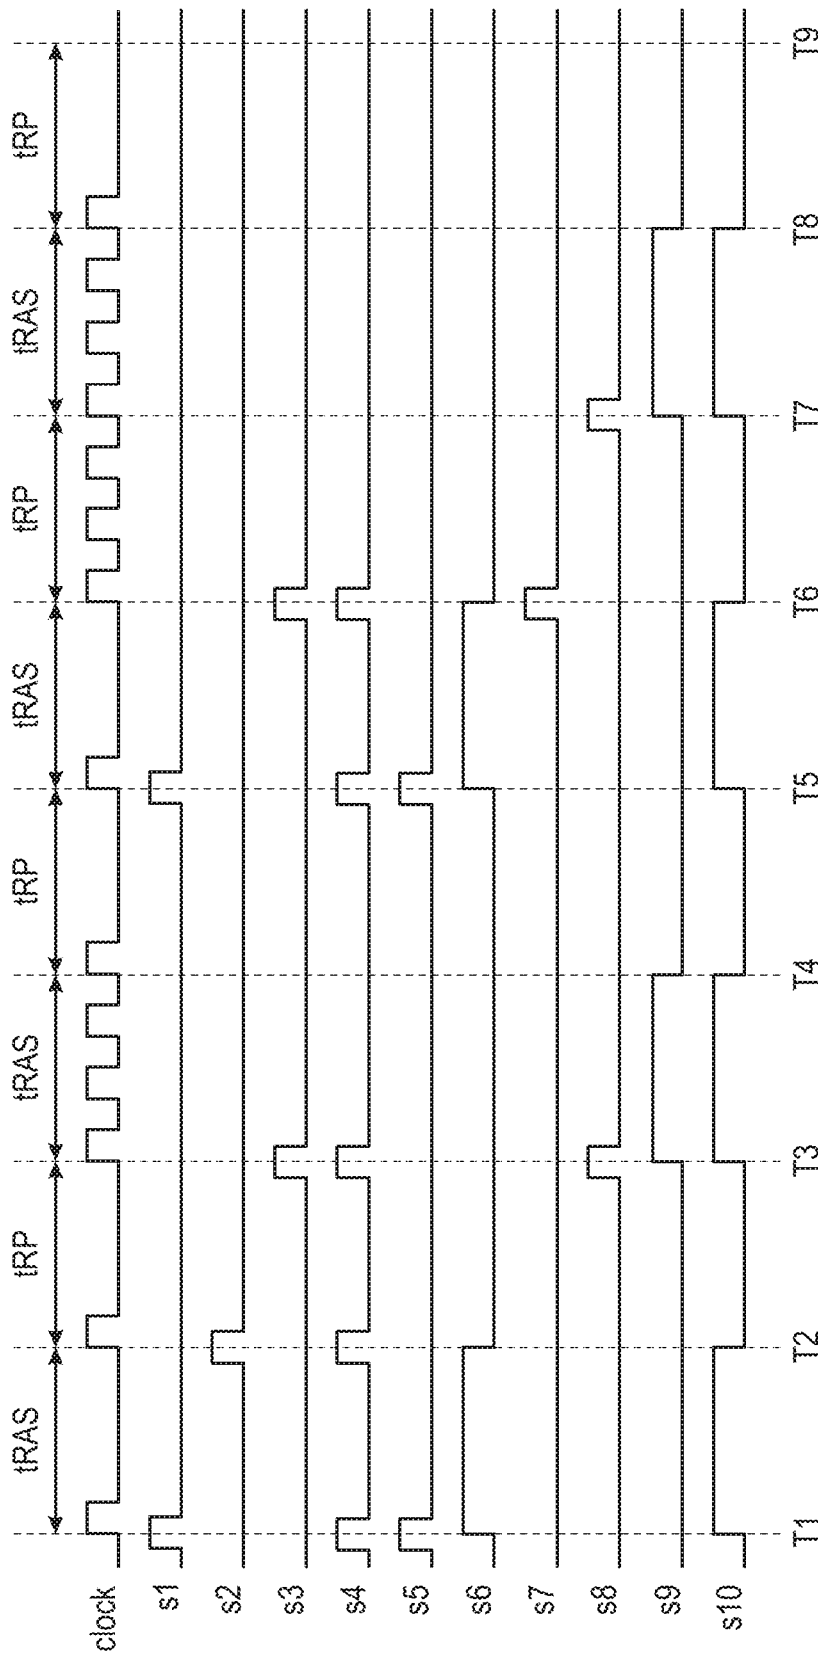 tRAS tRP tRAS tRP tRAS tRP tRAS tRP
clock
s1
s2
s3
s4
s5
s6
s7
s8
s9
s10
T1 T2 T3 T4 T5 T6 T7 T8 T9